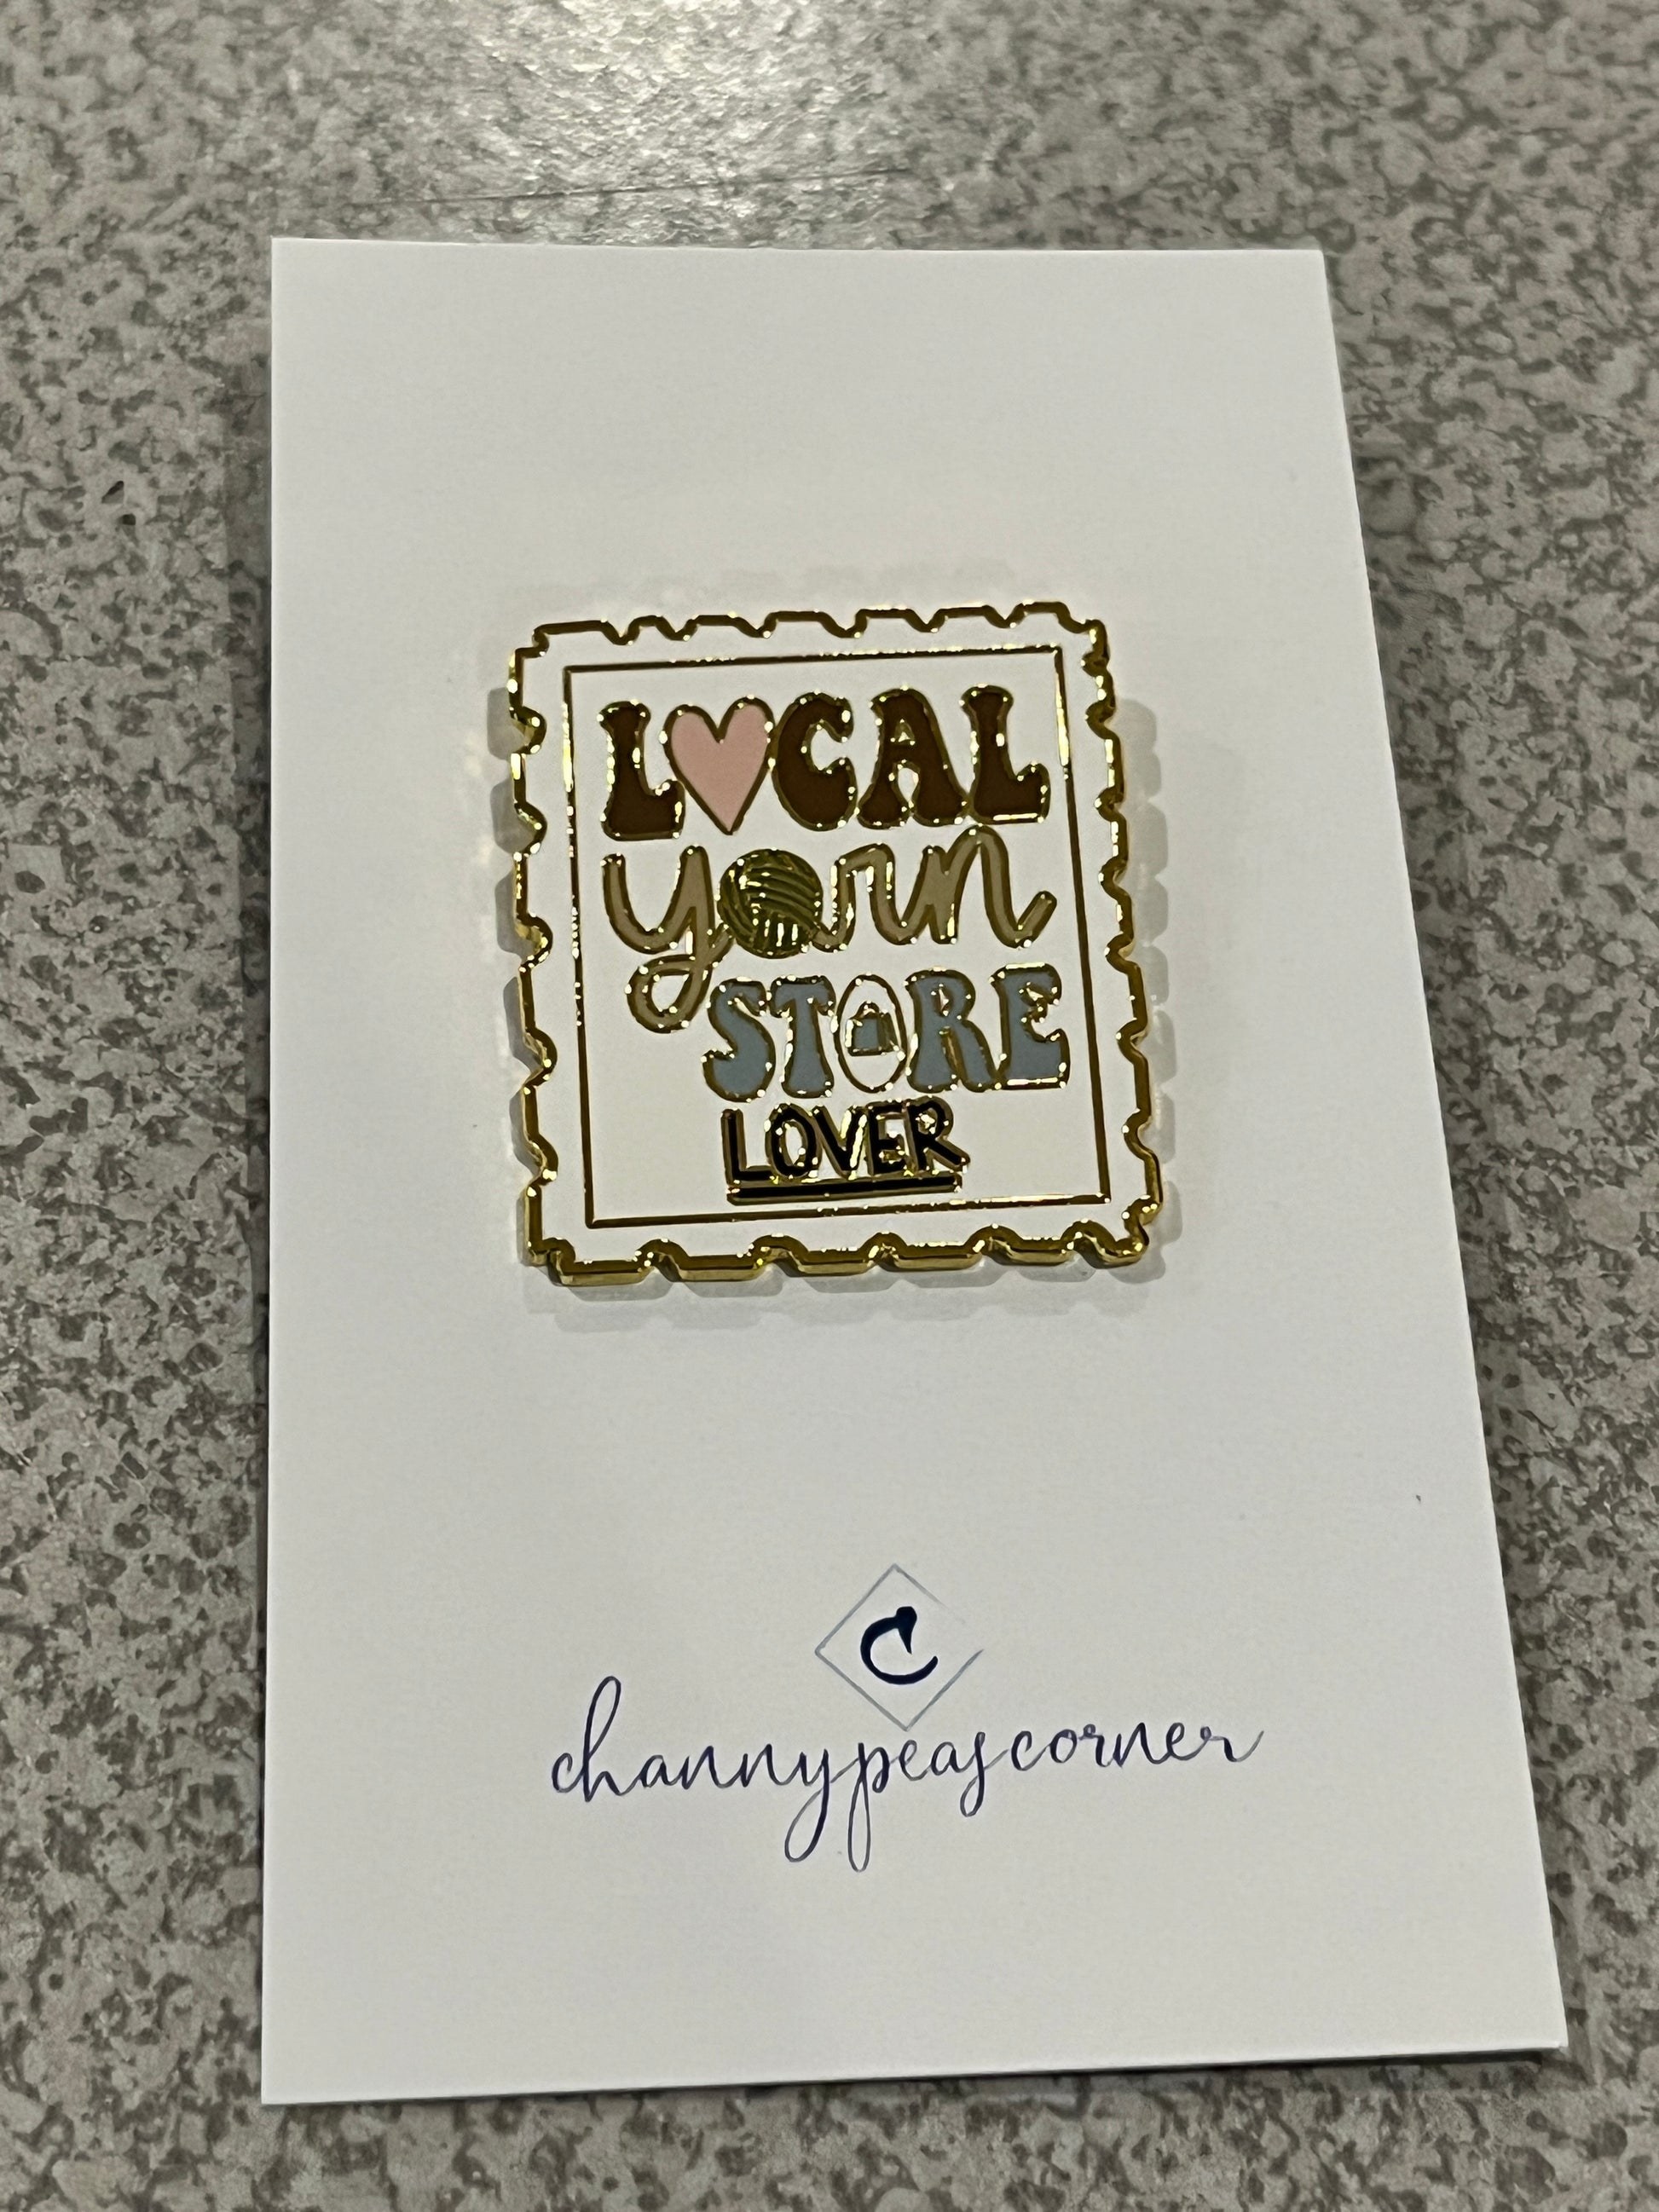 LOCAL
yarn
STORE
LOVER
C
channypeascorner